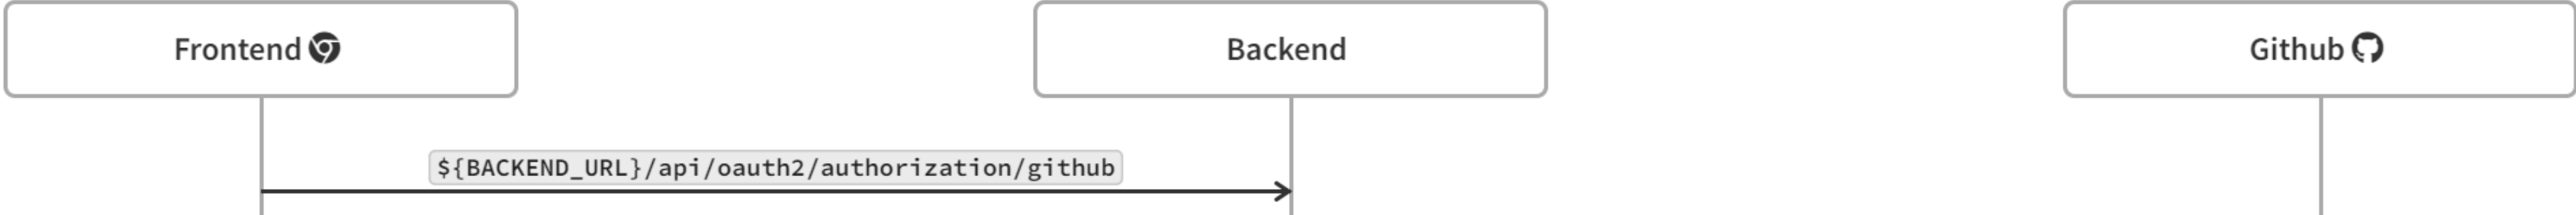 Frontend
Backend
Github
${BACKEND_URL}/api/oauth2/authorization/github